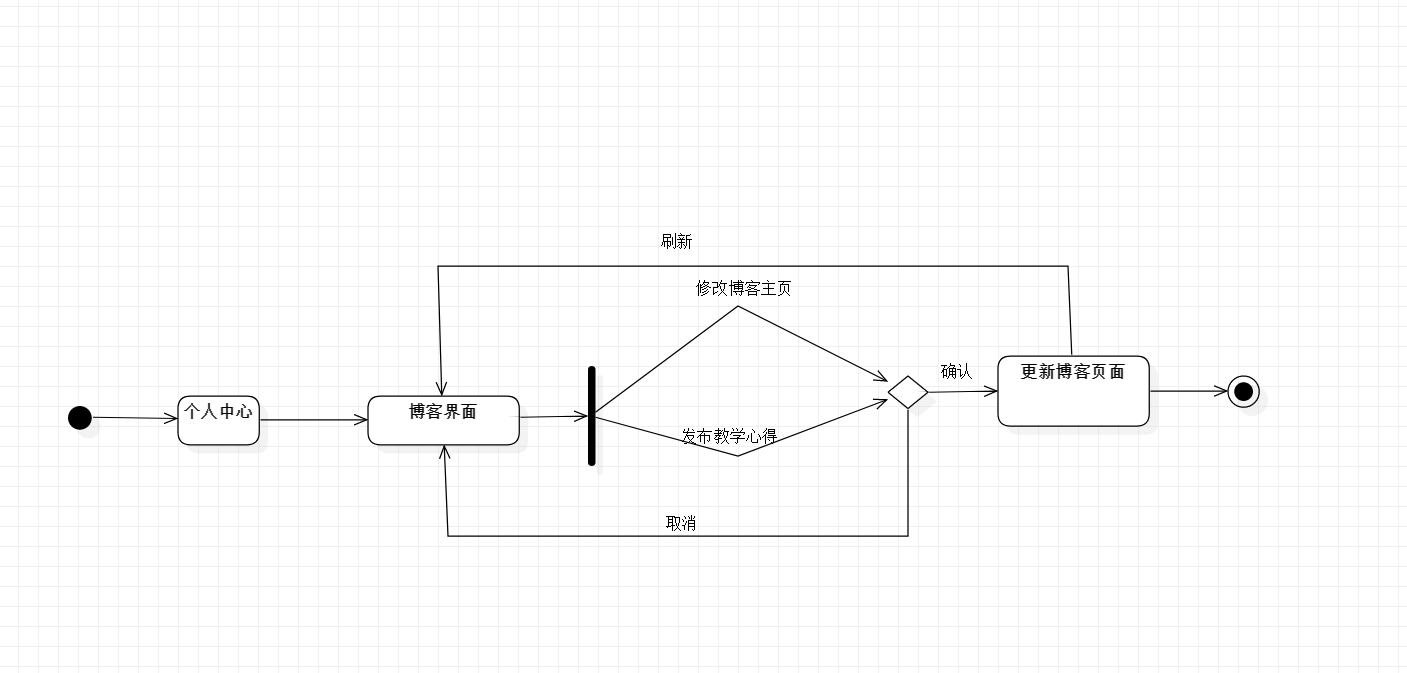 刷新
修改博客主页
确认
更新博客页面
个人中心
博客界面
发布教学心得
取消